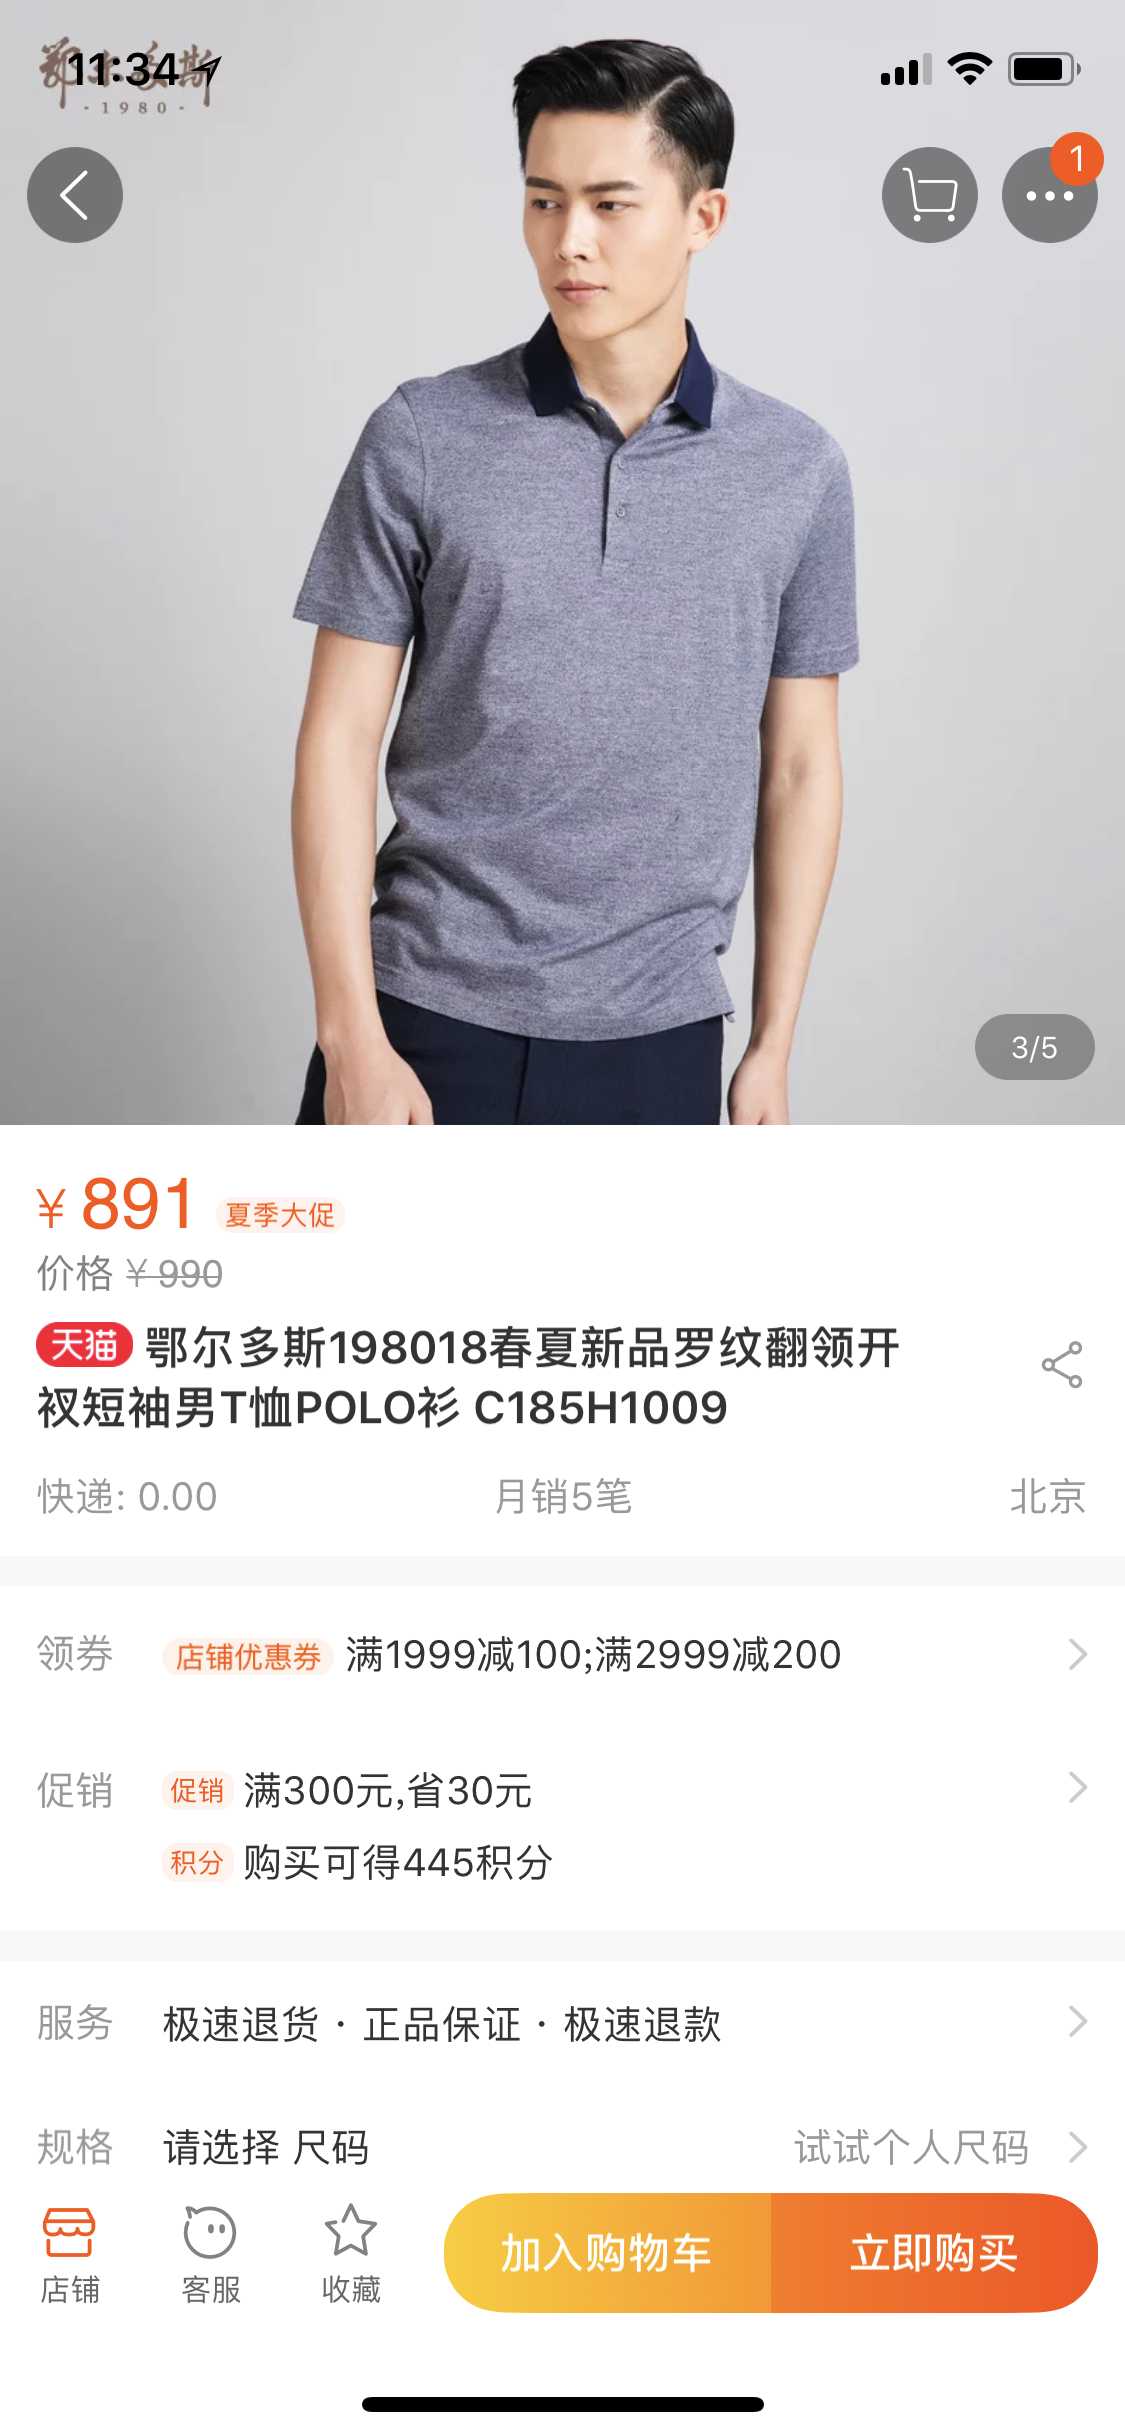 鄂尔多斯
·1980·
11:34
1
3/5
¥ 891 夏季大促
价格 ¥ 990
天猫 鄂尔多斯198018春夏新品罗纹翻领开
衩短袖男T恤POLO衫 C185H1009
快递: 0.00 月销5笔 北京
领券 店铺优惠券 满1999减100;满2999减200
促销 促销 满300元,省30元
积分 购买可得445积分
服务 极速退货 · 正品保证 · 极速退款
规格 请选择 尺码 试试个人尺码
店铺 客服 收藏 加入购物车 立即购买